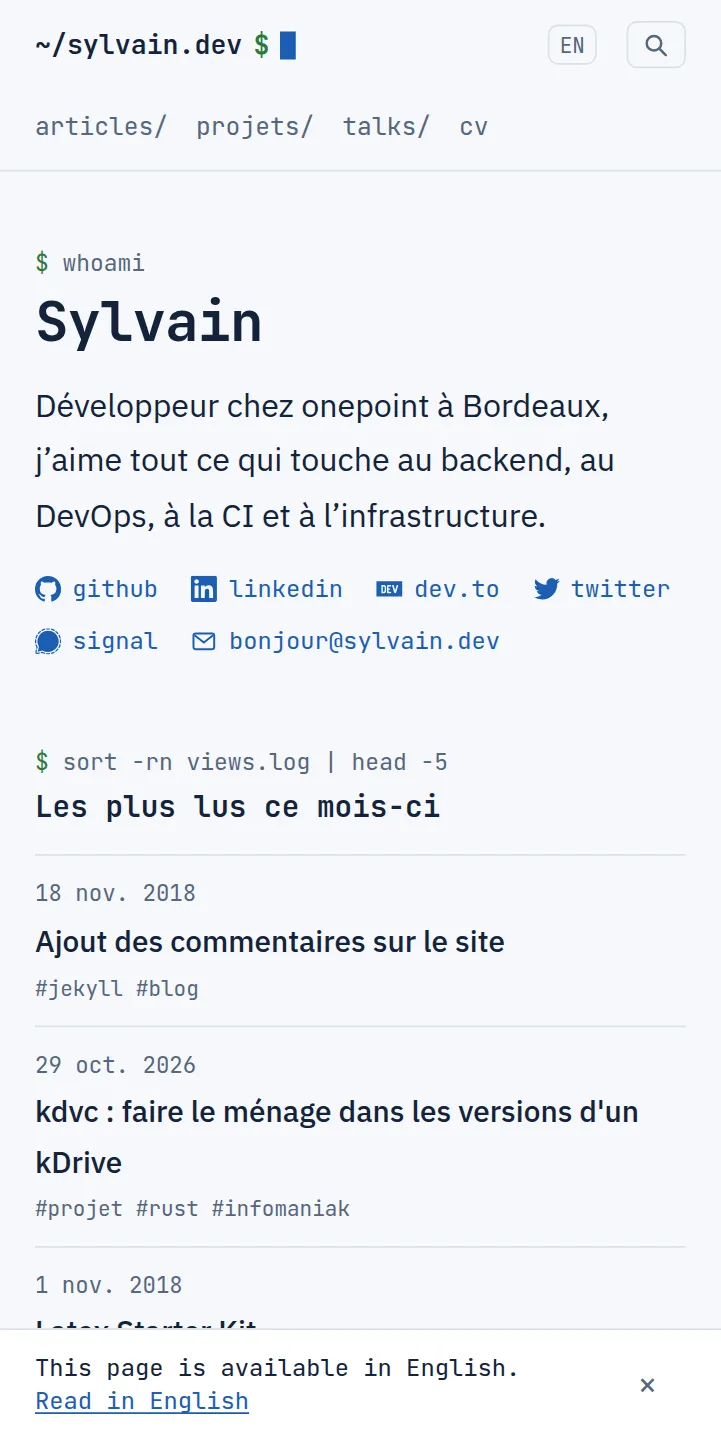 ~/sylvain.dev $
EN
articles/ projets/ talks/ cv
$ whoami
Sylvain
Développeur chez onepoint à Bordeaux,
j’aime tout ce qui touche au backend, au
DevOps, à la CI et à l’infrastructure.
github linkedin DEV dev.to twitter
signal bonjour@sylvain.dev
$ sort -rn views.log | head -5
Les plus lus ce mois-ci
18 nov. 2018
Ajout des commentaires sur le site
#jekyll #blog
29 oct. 2026
kdvc : faire le ménage dans les versions d'un
kDrive
#projet #rust #infomaniak
1 nov. 2018
Latex Starter Kit
This page is available in English.
Read in English
×